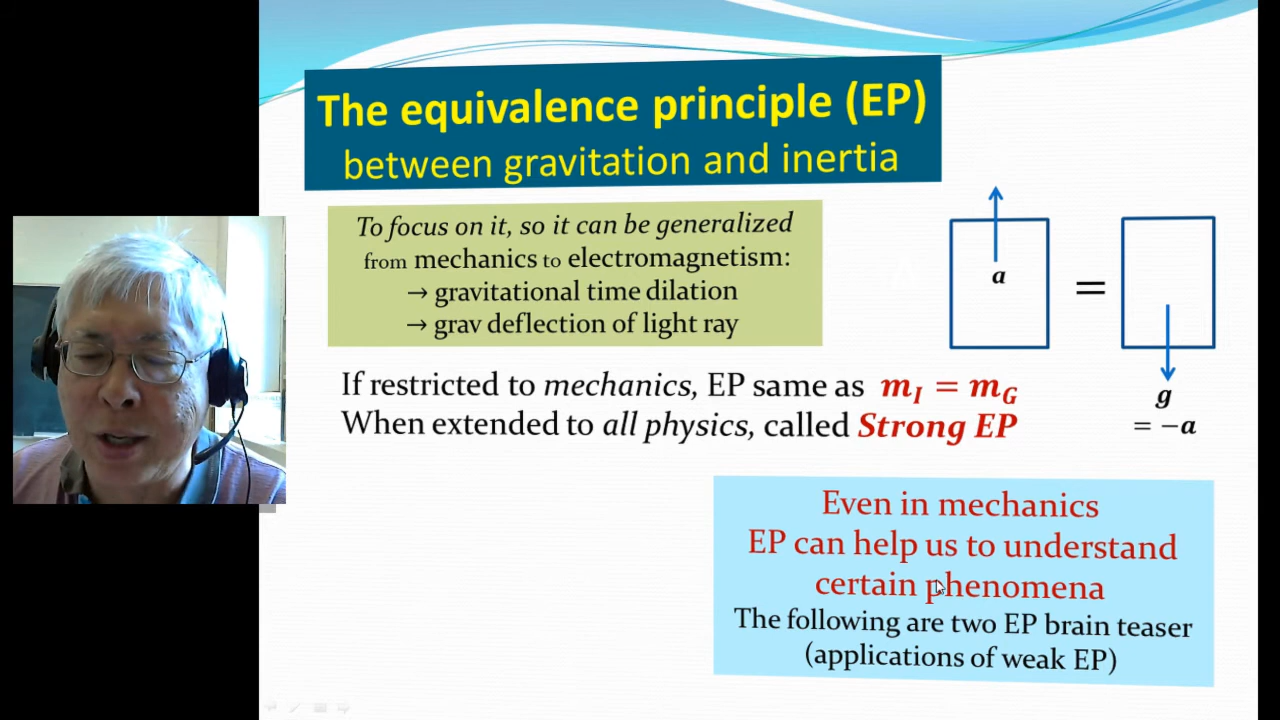 The equivalence principle (EP)
between gravitation and inertia
To focus on it, so it can be generalized
from mechanics to electromagnetism:
→ gravitational time dilation
→ grav deflection of light ray
a
=
g
= −a
If restricted to mechanics, EP same as m_I = m_G
When extended to all physics, called Strong EP
Even in mechanics
EP can help us to understand
certain phenomena
The following are two EP brain teaser
(applications of weak EP)